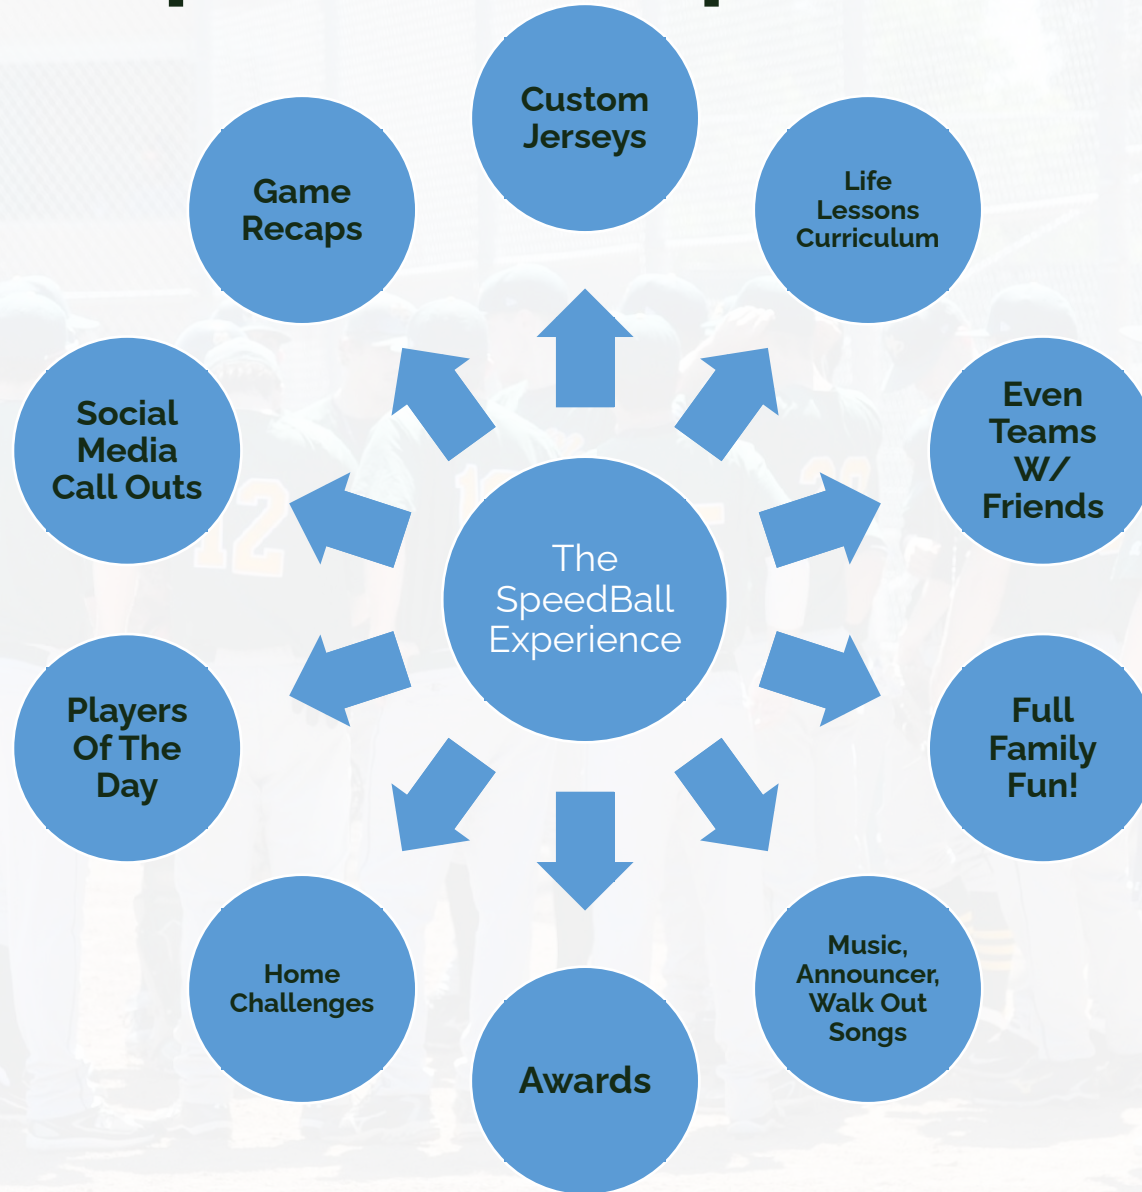 Custom
Jerseys
Life
Lessons
Curriculum
Even
Teams
W/
Friends
Full
Family
Fun!
Music,
Announcer,
Walk Out
Songs
Awards
Home
Challenges
Players
Of The
Day
Social
Media
Call Outs
Game
Recaps
The
SpeedBall
Experience
12